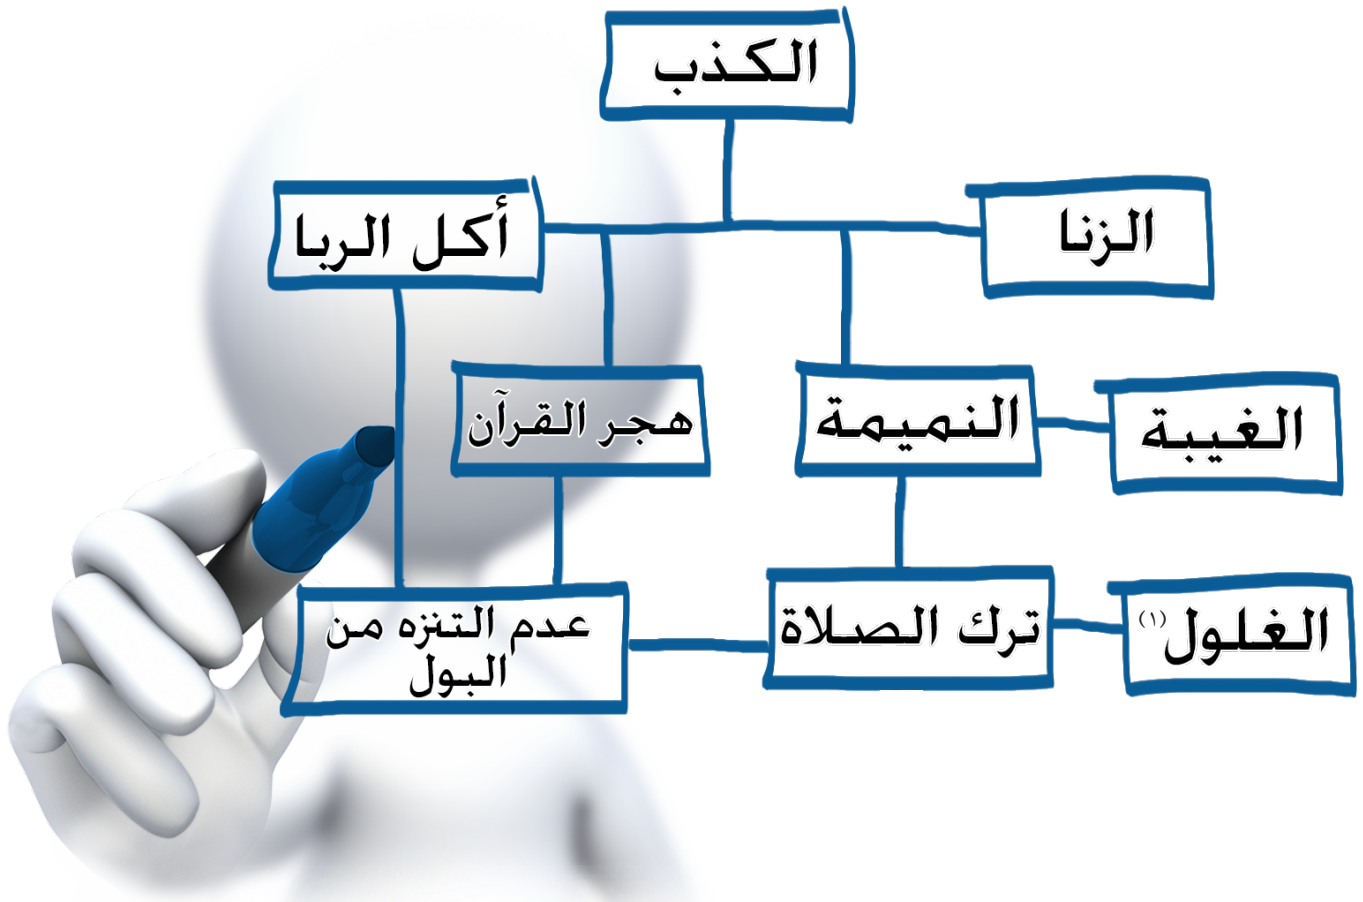 الكذب
الزنا
أكل الربا
الغيبة
النميمة
هجر القرآن
الغلول(١)
ترك الصلاة
عدم التنزه من
البول